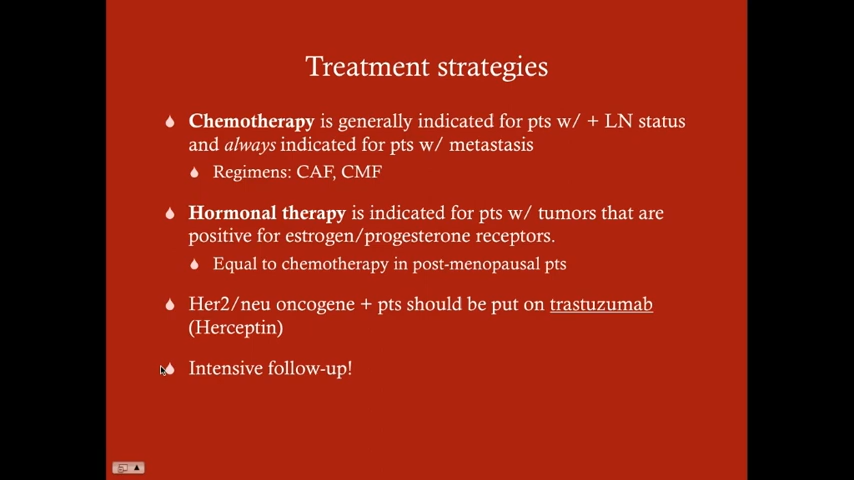 Treatment strategies
Chemotherapy is generally indicated for pts w/ + LN status
and always indicated for pts w/ metastasis
Regimens: CAF, CMF
Hormonal therapy is indicated for pts w/ tumors that are
positive for estrogen/progesterone receptors.
Equal to chemotherapy in post-menopausal pts
Her2/neu oncogene + pts should be put on trastuzumab
(Herceptin)
Intensive follow-up!